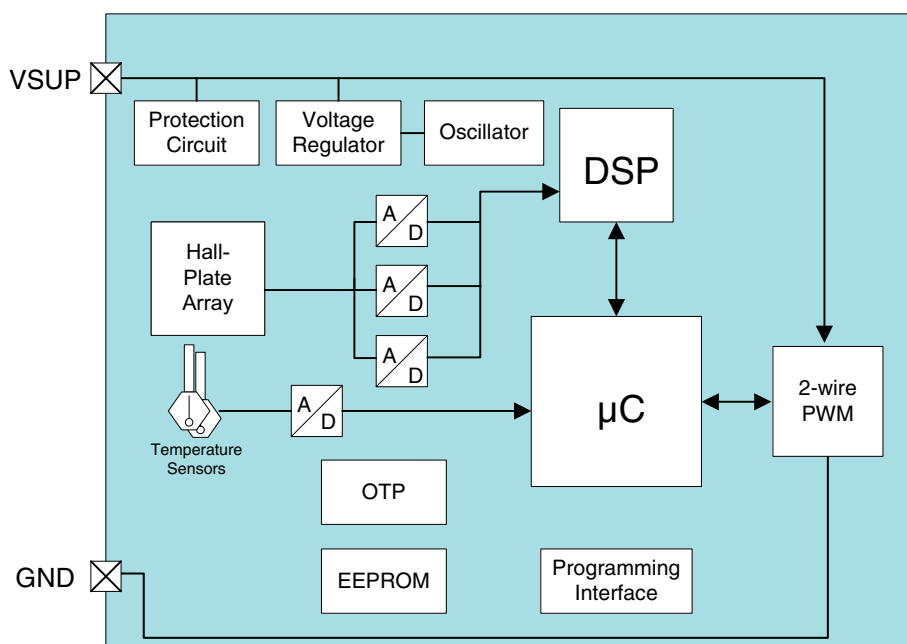 VSUP
Protection
Circuit
Voltage
Regulator
Oscillator
DSP
Hall-
Plate
Array
A
D
A
D
A
D
Temperature
Sensors
A
D
µC
2-wire
PWM
OTP
EEPROM
Programming
Interface
GND